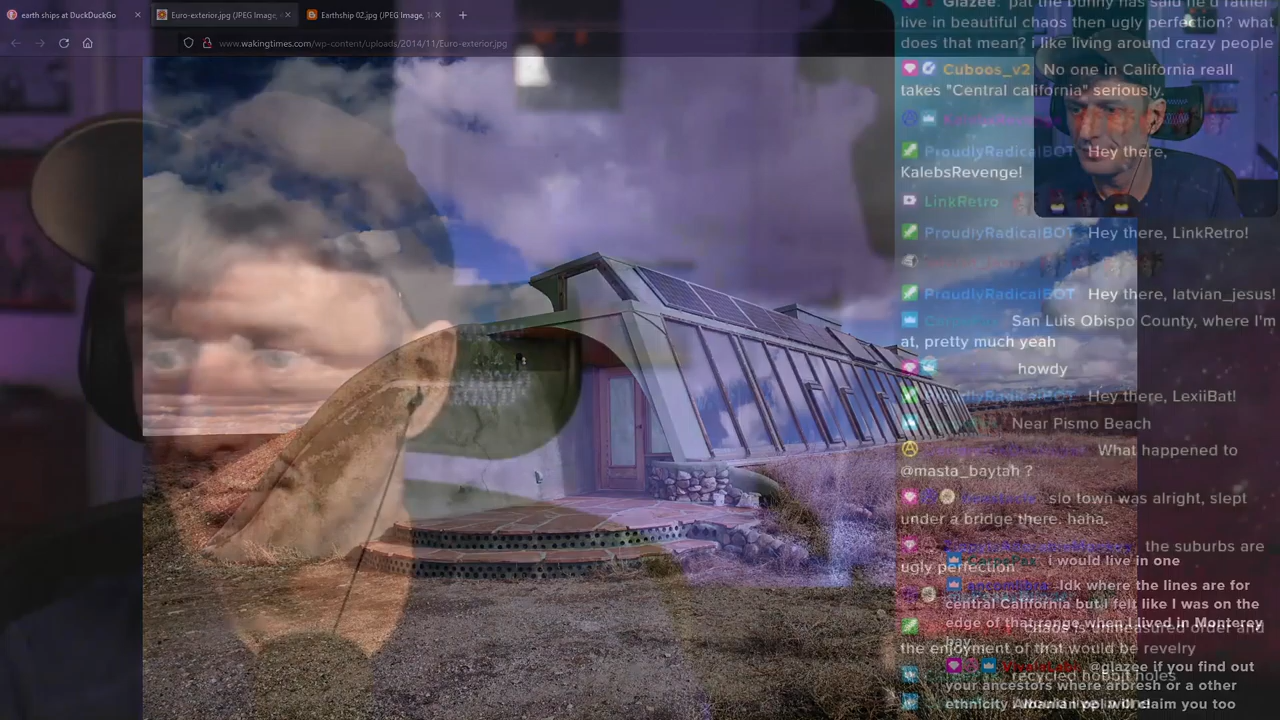 earth ships at DuckDuckGo
Euro-exterior.jpg (JPEG Image,
Earthship 02.jpg (JPEG Image,
www.wakingtimes.com/wp-content/uploads/2014/11/Euro-exterior.jpg
Glazee: pat the bunny has said he'd rather
live in beautiful chaos then ugly perfection? what
does that mean? i like living around crazy people
Cuboos_v2 No one in California reall
takes "Central california" seriously.
ProudlyRadicalBOT Hey there,
KalebsRevenge!
LinkRetro
ProudlyRadicalBOT Hey there, LinkRetro!
ProudlyRadicalBOT Hey there, latvian_jesus!
San Luis Obispo County, where I'm
at, pretty much yeah
howdy
ProudlyRadicalBOT Hey there, LexiiBat!
Near Pismo Beach
What happened to
@masta_baytah ?
slo town was alright, slept
under a bridge there. haha,
the suburbs are
ugly perfection
I would live in one
Idk where the lines are for
central California but i felt like I was on the
edge of that range when I lived in Monterey
bay
chaos is unmeasured order and
the enjoyment of that would be revelry
@glazee if you find out
recycled hobbit holes
your ancestors where arbresh or a other
ethnicity Albanian ppl will claim you too